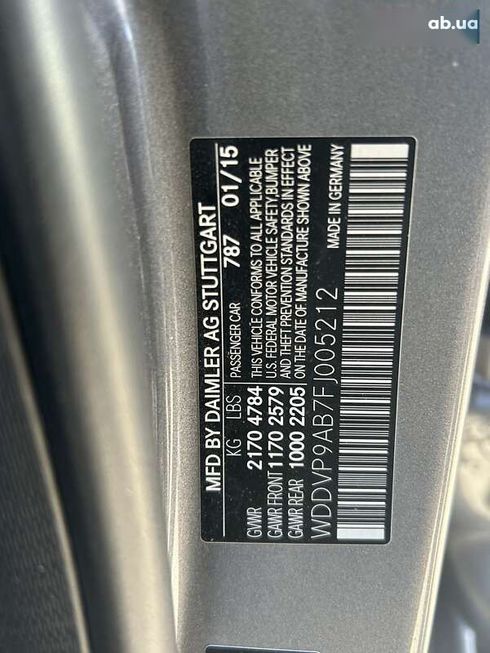 ab.ua
MFD BY DAIMLER AG STUTTGART
KG LBS PASSENGER CAR 787 01/15
GVWR 2170 4784 THIS VEHICLE CONFORMS TO ALL APPLICABLE
GAWR FRONT 1170 2579 U.S. FEDERAL MOTOR VEHICLE SAFETY, BUMPER
GAWR REAR 1000 2205 AND THEFT PREVENTION STANDARDS IN EFFECT
ON THE DATE OF MANUFACTURE SHOWN ABOVE
WDDVP9AB7FJ005212 MADE IN GERMANY